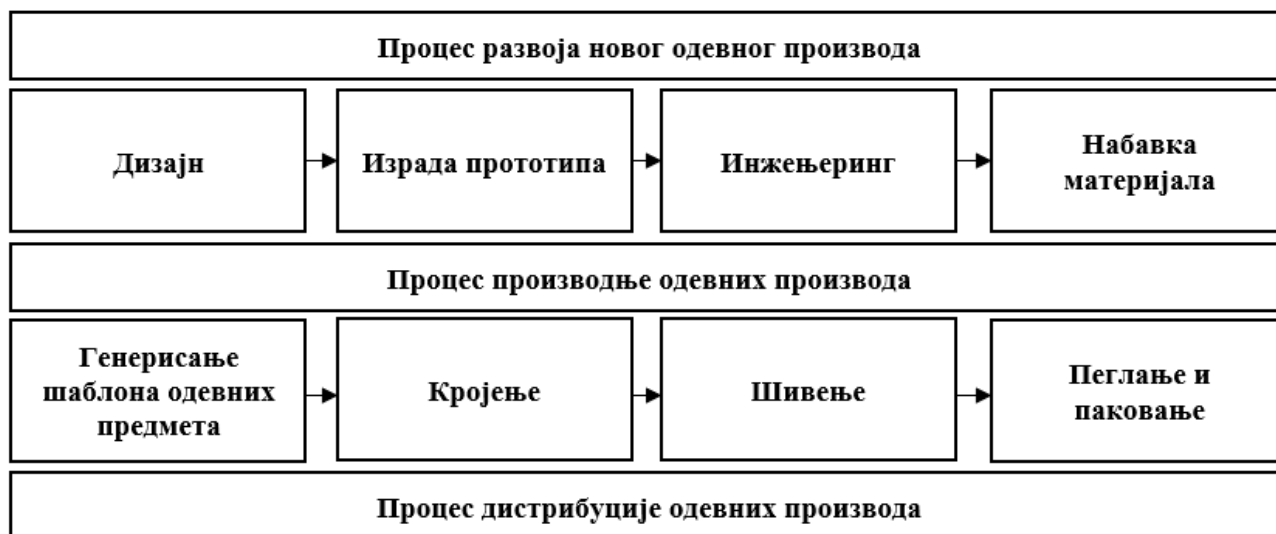 Процес развоја новог одевног производа
Дизајн
Израда прототипа
Инжењеринг
Набавка
материјала
Процес производње одевних производа
Генерисање
шаблона одевних
предмета
Кројење
Шивење
Пеглање и
паковање
Процес дистрибуције одевних производа